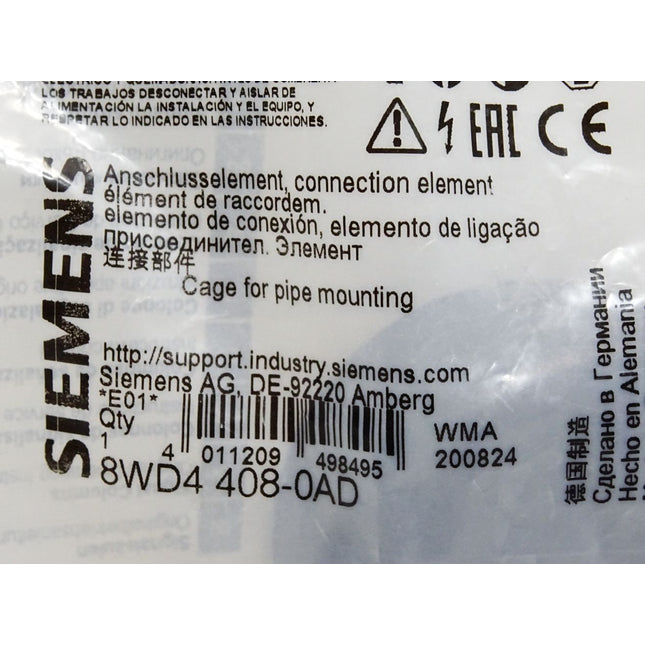 LOS TRABAJOS DESCONECTAR Y AISLAR DE
ALIMENTACIÓN LA INSTALACIÓN Y EL EQUIPO, Y
RESPETAR LO INDICADO EN LAS INSTRUCCIONES.
EAC CE
SIEMENS
Anschlusselement, connection element
élément de raccordem.
elemento de conexión, elemento de ligação
присоединител. Элемент
连接部件
Cage for pipe mounting
http://support.industry.siemens.com
Siemens AG, DE-92220 Amberg
*E01*
Qty
1
4 011209 498495
WMA
200824
8WD4 408-0AD
德国制造
Сделано в Германии
Hecho en Alemania